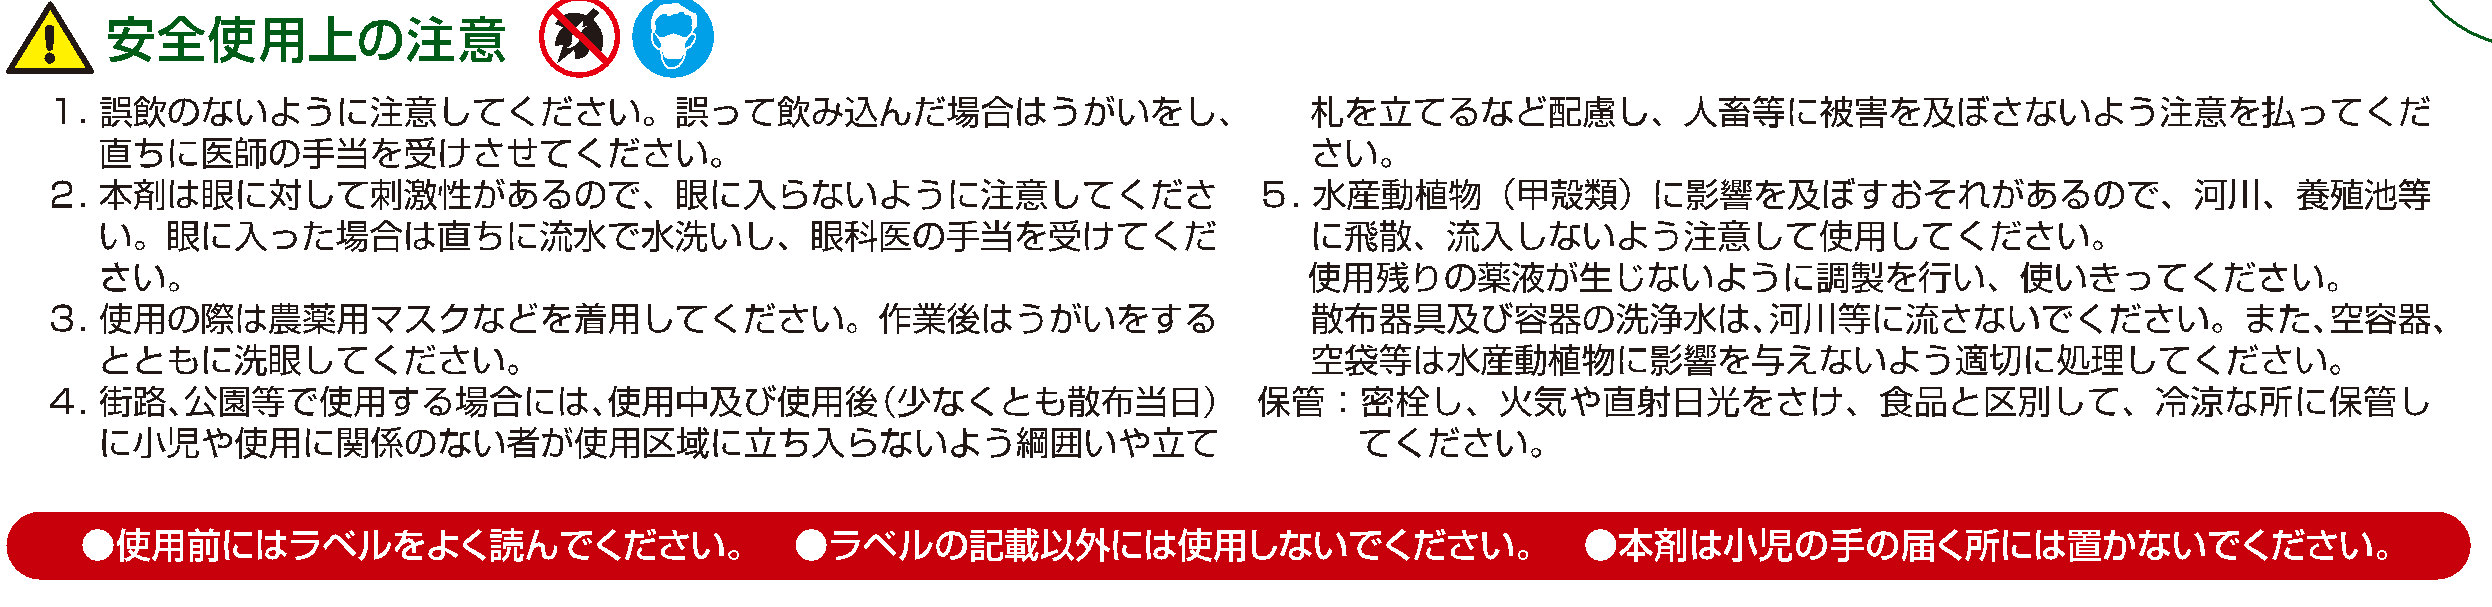 安全使用上の注意
1. 誤飲のないように注意してください。誤って飲み込んだ場合はうがいをし、
直ちに医師の手当を受けさせてください。
2. 本剤は眼に対して刺激性があるので、眼に入らないように注意してくださ
い。眼に入った場合は直ちに流水で水洗いし、眼科医の手当を受けてくだ
さい。
3. 使用の際は農薬用マスクなどを着用してください。作業後はうがいをする
とともに洗眼してください。
4. 街路、公園等で使用する場合には、使用中及び使用後（少なくとも散布当日）
に小児や使用に関係のない者が使用区域に立ち入らないよう綱囲いや立て
札を立てるなど配慮し、人畜等に被害を及ぼさないよう注意を払ってくだ
さい。
5. 水産動植物（甲殻類）に影響を及ぼすおそれがあるので、河川、養殖池等
に飛散、流入しないよう注意して使用してください。
使用残りの薬液が生じないように調製を行い、使いきってください。
散布器具及び容器の洗浄水は、河川等に流さないでください。また、空容器、
空袋等は水産動植物に影響を与えないよう適切に処理してください。
保管：密栓し、火気や直射日光をさけ、食品と区別して、冷涼な所に保管し
てください。
●使用前にはラベルをよく読んでください。 ●ラベルの記載以外には使用しないでください。 ●本剤は小児の手の届く所には置かないでください。